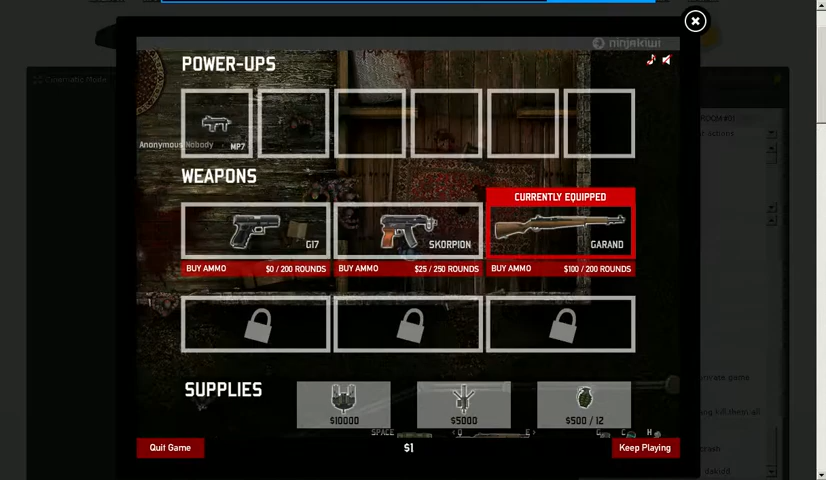 Cinematic Mode
ninjakiwi
POWER-UPS
Anonymous Nobody
MP7
WEAPONS
CURRENTLY EQUIPPED
G17
SKORPION
GARAND
BUY AMMO $0 / 200 ROUNDS
BUY AMMO $25 / 250 ROUNDS
BUY AMMO $100 / 200 ROUNDS
SUPPLIES
$10000
$5000
$500 / 12
SPACE Q E G C H
Quit Game
$1
Keep Playing